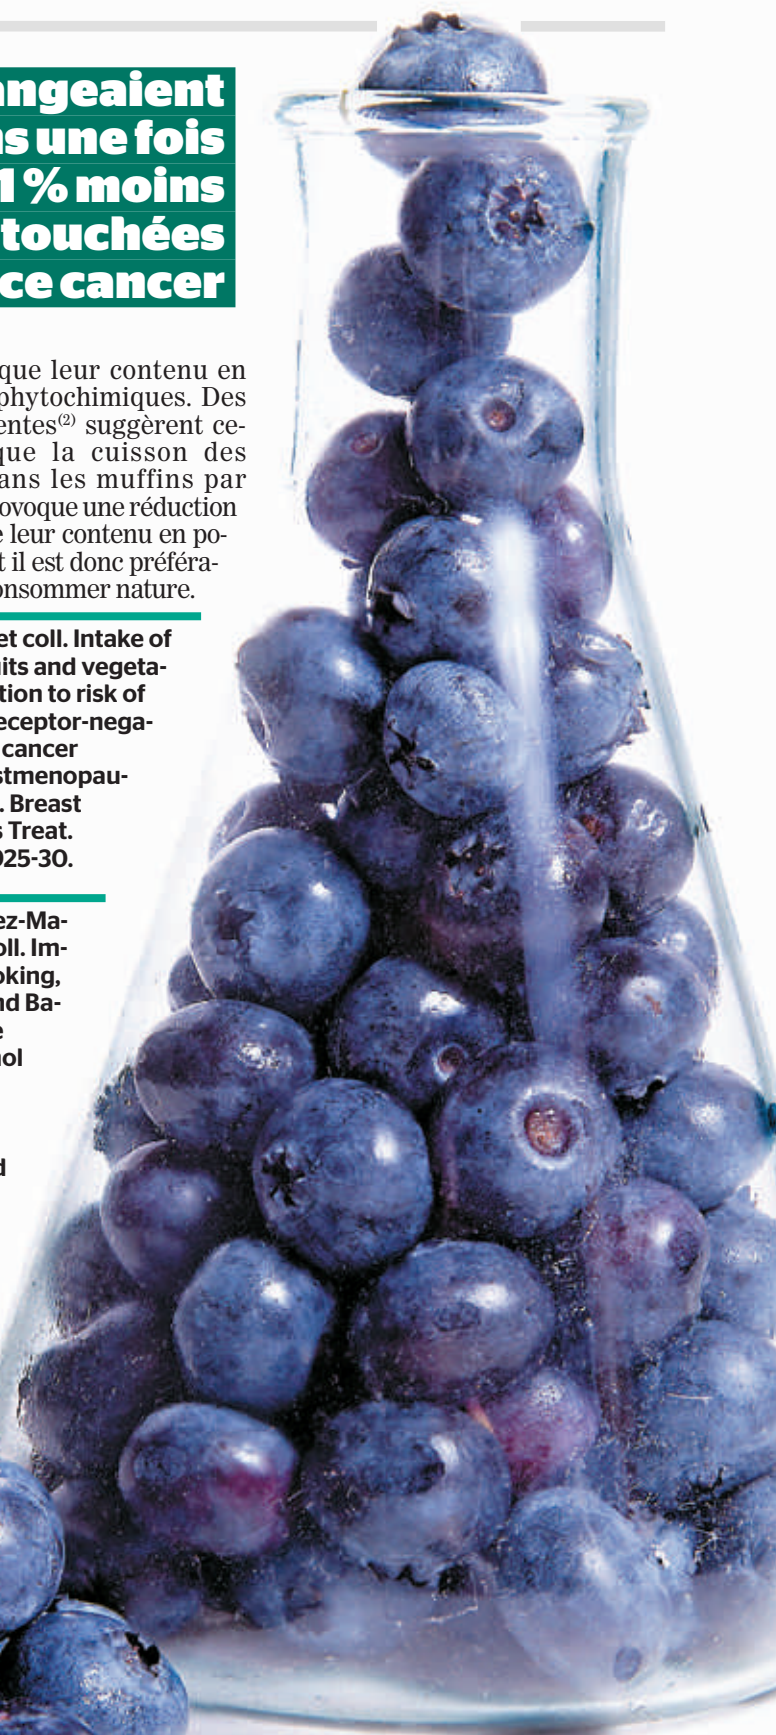 ngeaient
s une fois
1 % moins
touchées
ce cancer
que leur contenu en
phytochimiques. Des
entes(2) suggèrent ce-
que la cuisson des
ans les muffins par
ovoque une réduction
e leur contenu en po-
t il est donc préféra-
onsommer nature.
et coll. Intake of
uits and vegeta-
tion to risk of
eceptor-nega-
cancer
stmenopau-
. Breast
s Treat.
925-30.
ez-Ma-
oll. Im-
oking,
nd Ba-
e
nol
d